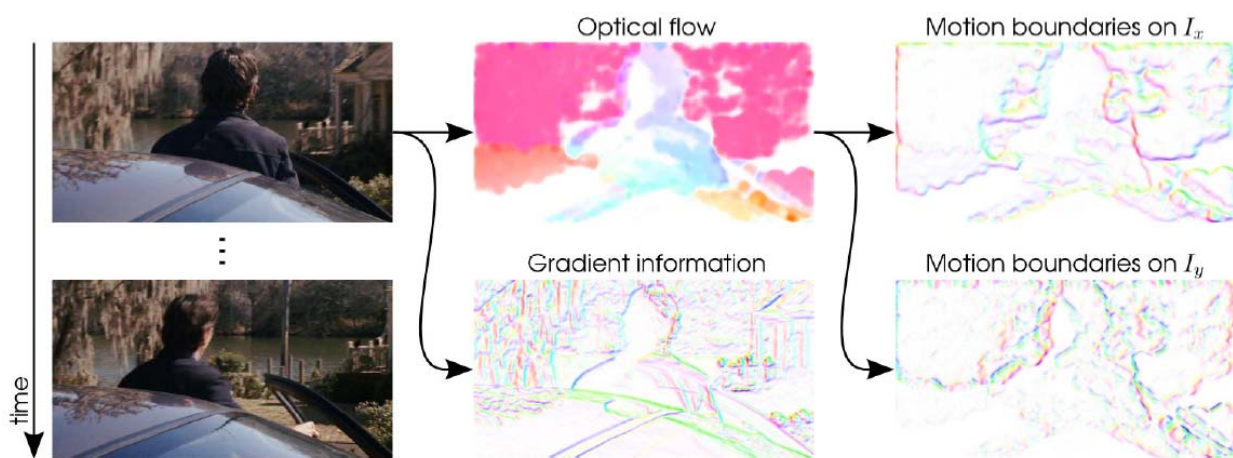 Optical flow
Motion boundaries on I_x
Gradient information
Motion boundaries on I_y
time